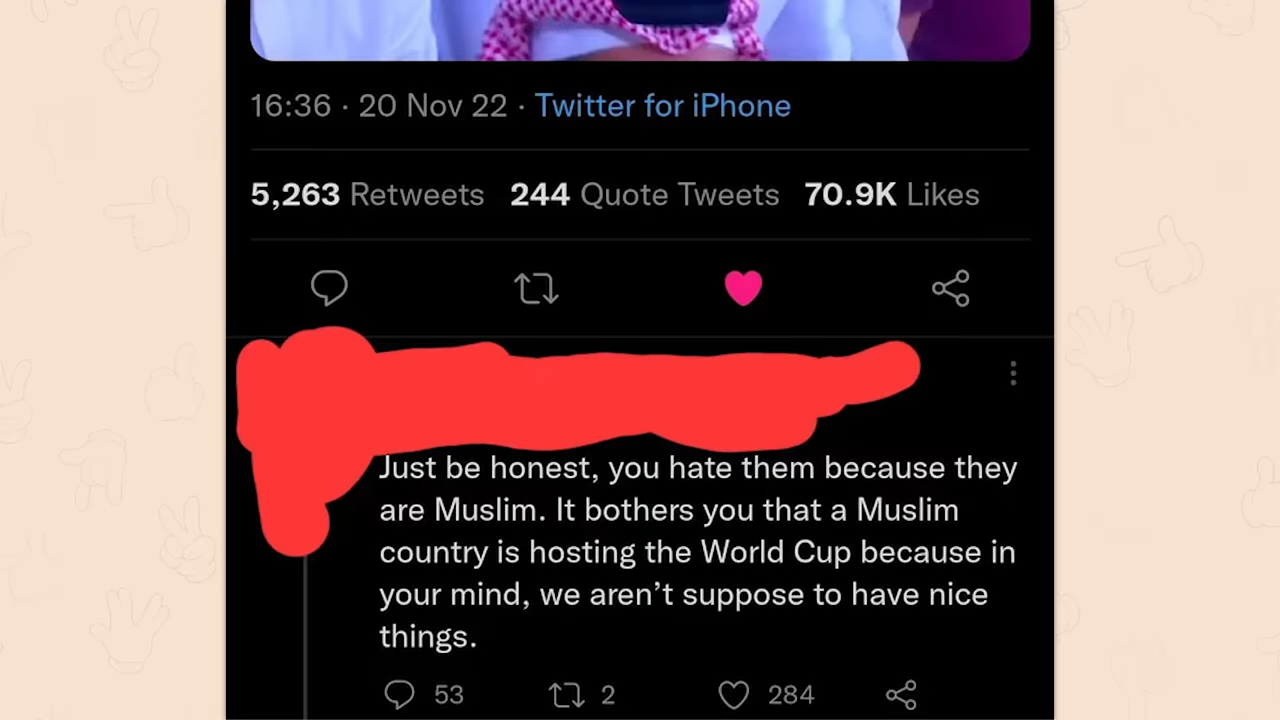 16:36 · 20 Nov 22 · Twitter for iPhone
5,263 Retweets 244 Quote Tweets 70.9K Likes
Just be honest, you hate them because they
are Muslim. It bothers you that a Muslim
country is hosting the World Cup because in
your mind, we aren’t suppose to have nice
things.
53 2 284